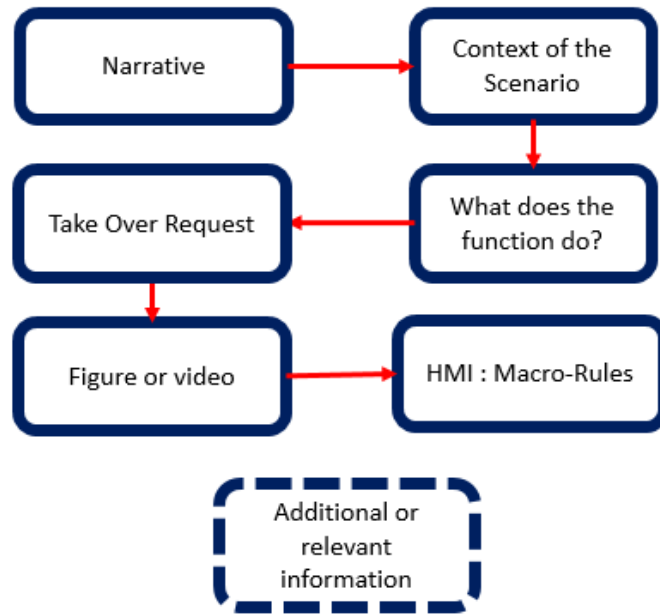 Narrative
Context of the
Scenario
Take Over Request
What does the
function do?
Figure or video
HMI : Macro-Rules
Additional or
relevant
information